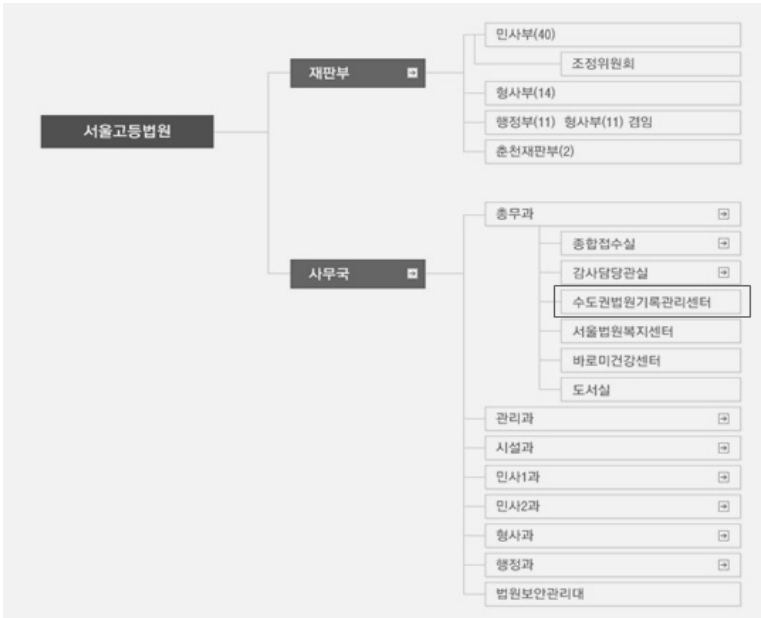 서울고등법원
재판부
민사부(40)
조정위원회
형사부(14)
행정부(11) 형사부(11) 겸임
춘천재판부(2)
사무국
총무과
종합접수실
감사담당관실
수도권법원기록관리센터
서울법원복지센터
바로미건강센터
도서실
관리과
시설과
민사1과
민사2과
형사과
행정과
법원보안관리대